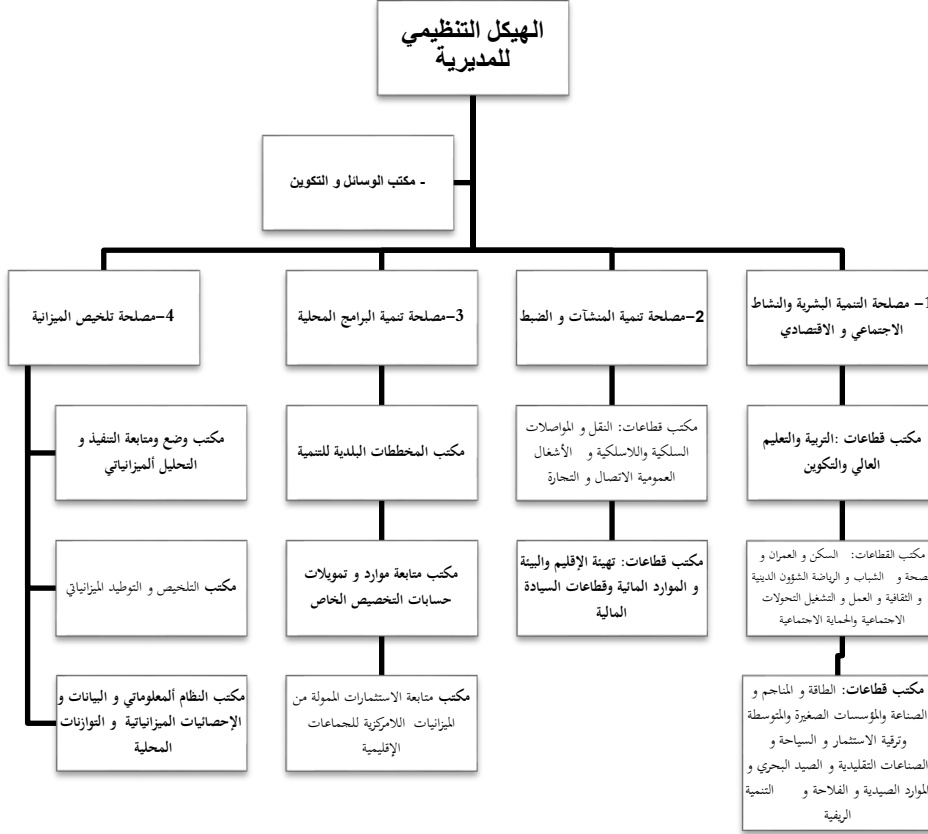 الهيكل التنظيمي
للمديرية
- مكتب الوسائل و التكوين
1- مصلحة التنمية البشرية والنشاط
الاجتماعي و الاقتصادي
2-مصلحة تنمية المنشآت و الضبط
3-مصلحة تنمية البرامج المحلية
4-مصلحة تلخيص الميزانية
مكتب قطاعات :التربية والتعليم
العالي والتكوين
مكتب قطاعات: النقل و المواصلات
السلكية واللاسلكية و الأشغال
العمومية الاتصال و التجارة
مكتب المخططات البلدية للتنمية
مكتب وضع ومتابعة التنفيذ و
التحليل ألميزانياتي
مكتب القطاعات: السكن و العمران و
صحة و الشباب و الرياضة الشؤون الدينية
و الثقافية و العمل و التشغيل التحولات
الاجتماعية والحماية الاجتماعية
مكتب قطاعات: تهيئة الإقليم والبيئة
و الموارد المائية وقطاعات السيادة
المالية
مكتب متابعة موارد و تمويلات
حسابات التخصيص الخاص
مكتب التلخيص و التوطيد الميزانياتي
مكتب قطاعات: الطاقة و المناجم و
الصناعة والمؤسسات الصغيرة والمتوسطة
وترقية الاستثمار و السياحة و
الصناعات التقليدية و الصيد البحري و
الموارد الصيدية و الفلاحة و التنمية
الريفية
مكتب متابعة الاستثمارات الممولة من
الميزانيات اللامركزية للجماعات
الإقليمية
مكتب النظام ألمعلوماتي و البيانات و
الإحصائيات الميزانياتية و التوازنات
المحلية